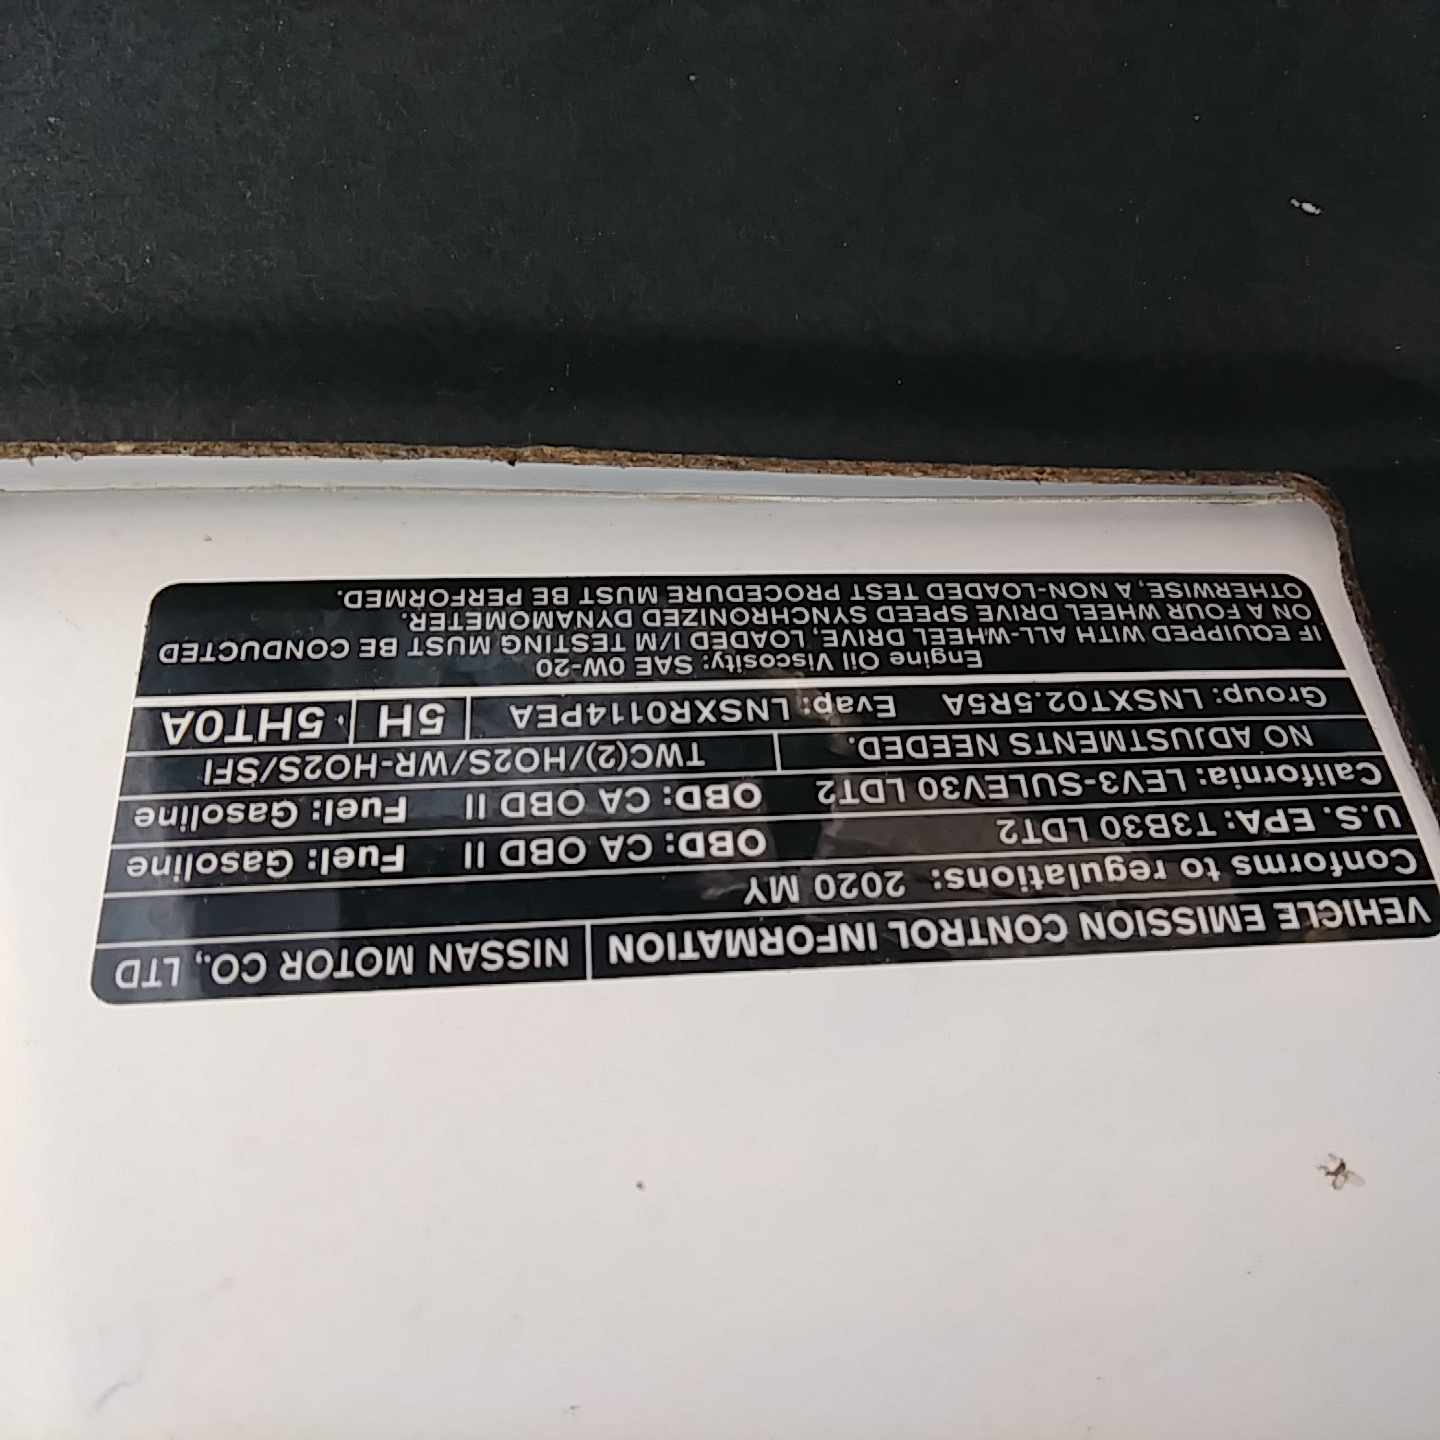 VEHICLE EMISSION CONTROL INFORMATION NISSAN MOTOR CO., LTD
Conforms to regulations: 2020 MY
U.S. EPA: T3B30 LDT2 OBD: CA OBD II Fuel: Gasoline
California: LEV3-SULEV30 LDT2 OBD: CA OBD II Fuel: Gasoline
NO ADJUSTMENTS NEEDED. TWC(2)/HO2S/WR-HO2S/SFI
Group: LNSXT02.5R5A Evap: LNSXR0114PEA 5H 5HT0A
Engine Oil Viscosity: SAE 0W-20
IF EQUIPPED WITH ALL-WHEEL DRIVE, LOADED I/M TESTING MUST BE CONDUCTED
ON A FOUR WHEEL DRIVE SPEED SYNCHRONIZED DYNAMOMETER.
OTHERWISE, A NON-LOADED TEST PROCEDURE MUST BE PERFORMED.